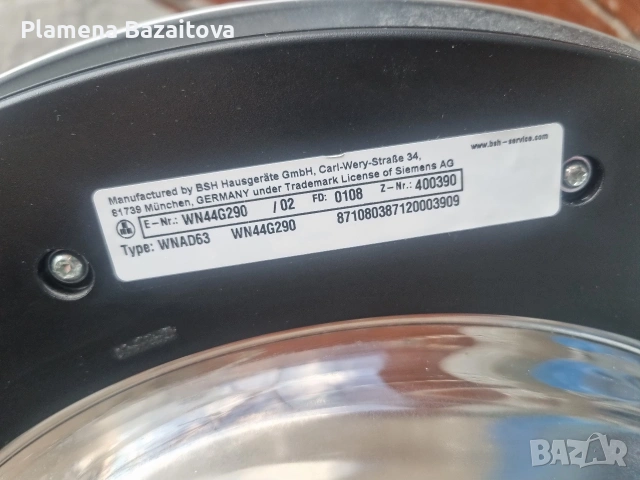 Plamena Bazaitova
www.bsh-service.com
Manufactured by BSH Hausgeräte GmbH, Carl-Wery-Straße 34,
81739 München, GERMANY under Trademark License of Siemens AG
E-Nr.: WN44G290 / 02 FD: 0108 Z-Nr.: 400390
Type: WNAD63 WN44G290 871080387120003909
BAZAR